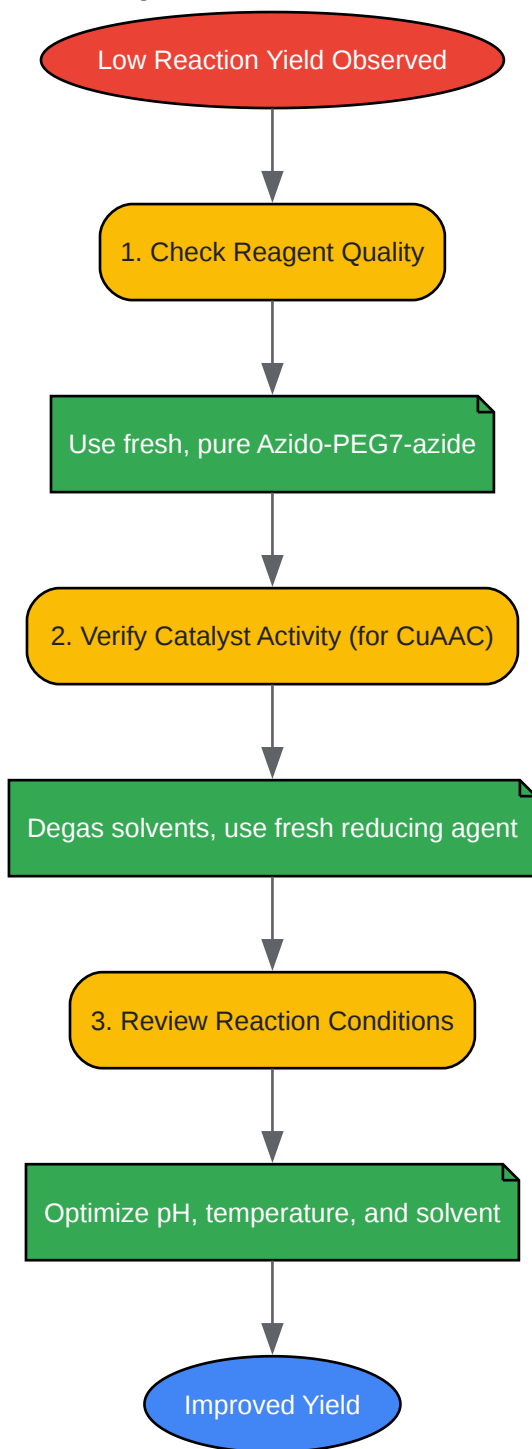 Low Reaction Yield Observed
1. Check Reagent Quality
Use fresh, pure Azido-PEG7-azide
2. Verify Catalyst Activity (for CuAAC)
Degas solvents, use fresh reducing agent
3. Review Reaction Conditions
Optimize pH, temperature, and solvent
Improved Yield